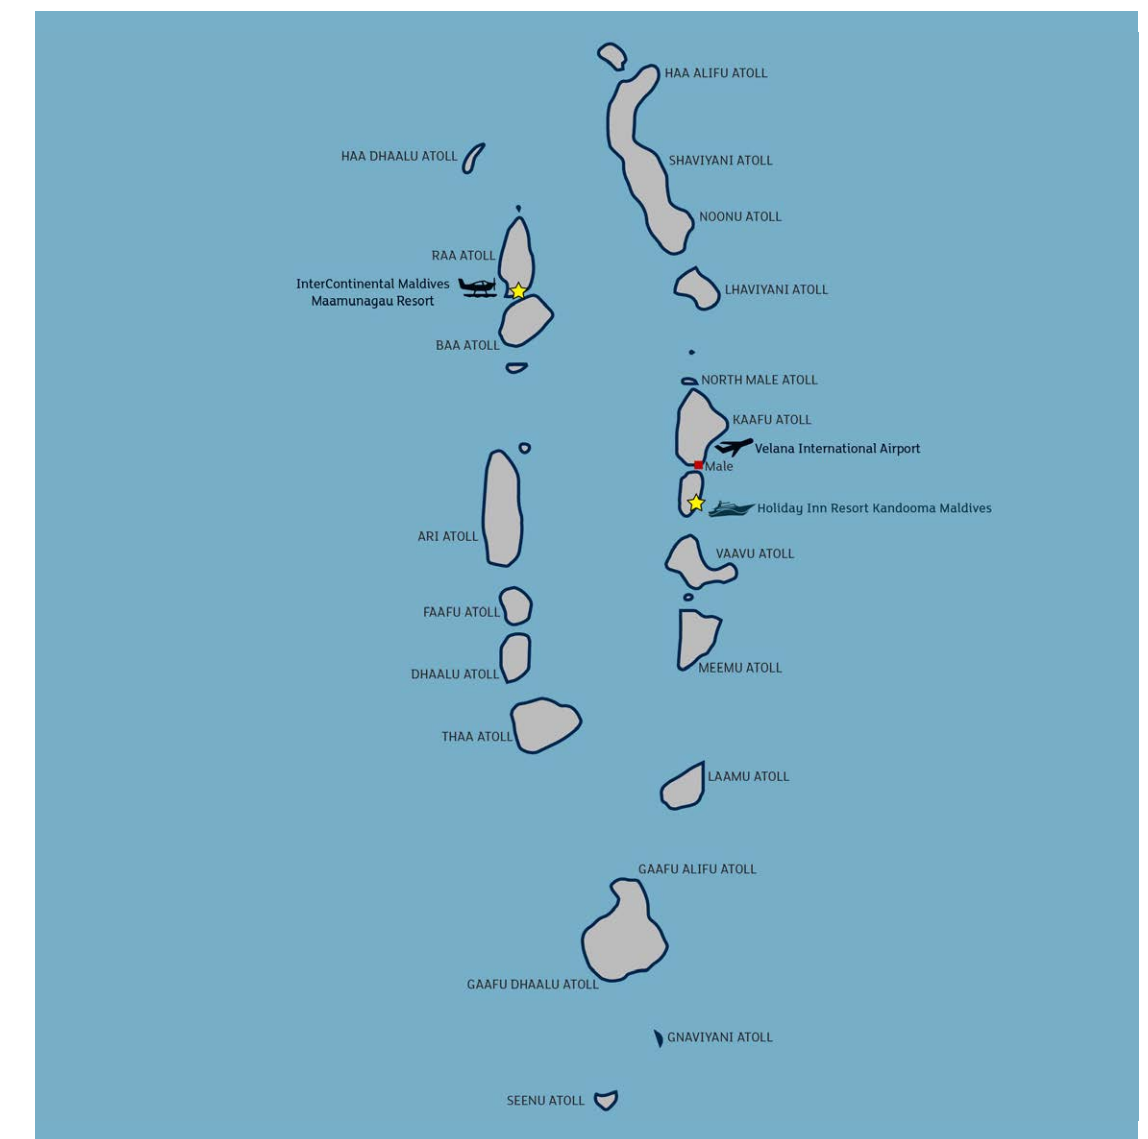 HAA ALIFU ATOLL
HAA DHAALU ATOLL
SHAVIYANI ATOLL
NOONU ATOLL
RAA ATOLL
InterContinental Maldives
Maamunagau Resort
LHAVIYANI ATOLL
BAA ATOLL
NORTH MALE ATOLL
KAAFU ATOLL
Velana International Airport
Male
Holiday Inn Resort Kandooma Maldives
ARI ATOLL
VAAVU ATOLL
FAAFU ATOLL
MEEMU ATOLL
DHAALU ATOLL
THAA ATOLL
LAAMU ATOLL
GAAFU ALIFU ATOLL
GAAFU DHAALU ATOLL
GNAVIYANI ATOLL
SEENU ATOLL